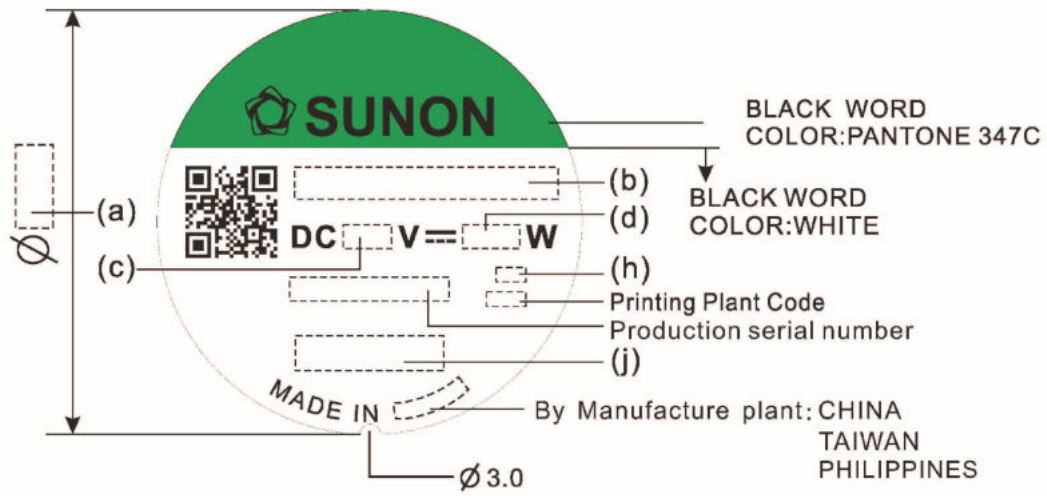 SUNON
BLACK WORD
COLOR:PANTONE 347C
(b)
BLACK WORD
COLOR:WHITE
(a)
Ø
(d)
DC V W
(c)
(h)
Printing Plant Code
Production serial number
(j)
MADE IN
By Manufacture plant: CHINA
TAIWAN
PHILIPPINES
Ø 3.0